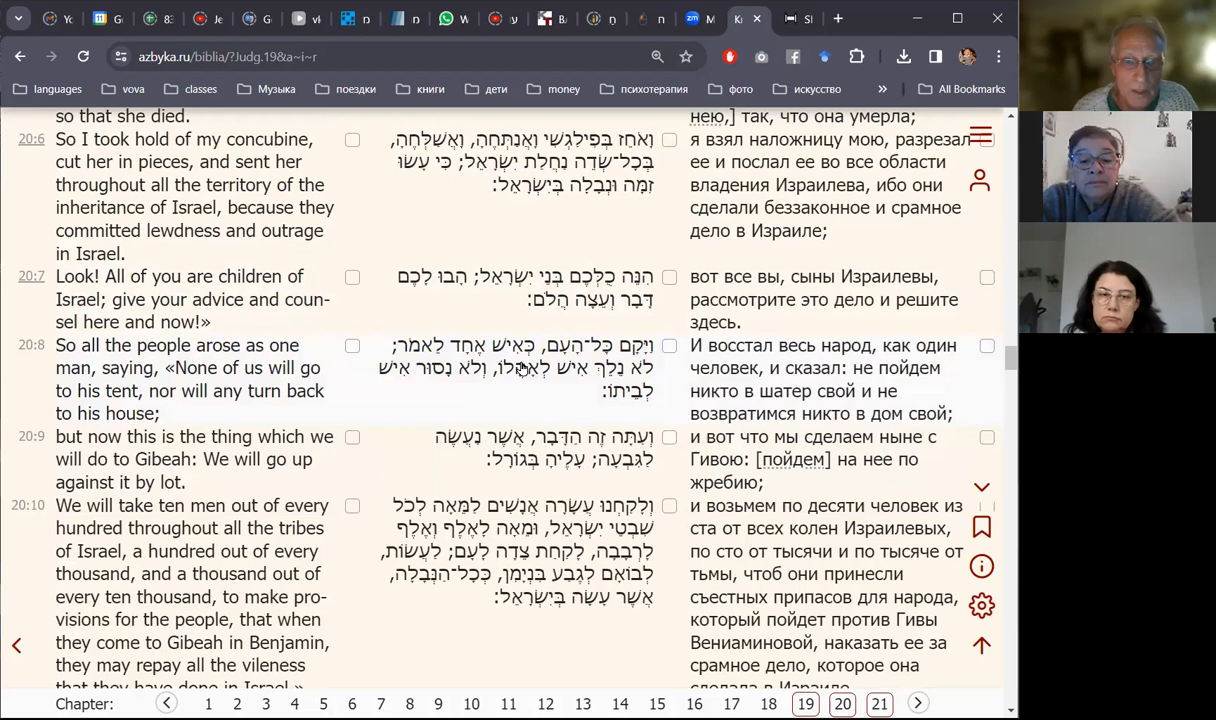 azbyka.ru/biblia/?Judg.19&a~i~r
languages
vova
classes
Музыка
поездки
книги
дети
money
психотерапия
фото
искусство
»
All Bookmarks
so that she died.
20:6 So I took hold of my concubine,
cut her in pieces, and sent her
throughout all the territory of the
inheritance of Israel, because they
committed lewdness and outrage
in Israel.
20:7 Look! All of you are children of
Israel; give your advice and coun-
sel here and now!»
20:8 So all the people arose as one
man, saying, «None of us will go
to his tent, nor will any turn back
to his house;
20:9 but now this is the thing which we
will do to Gibeah: We will go up
against it by lot.
20:10 We will take ten men out of every
hundred throughout all the tribes
of Israel, a hundred out of every
thousand, and a thousand out of
every ten thousand, to make pro-
visions for the people, that when
they come to Gibeah in Benjamin,
they may repay all the vileness
that they have done in Israel.»
וָאֹחֵז בְּפִילַגְשִׁי וָאֲנַתְּחֶהָ, וָאֲשַׁלְּחֶהָ,
בְּכָל־שְׂדֵה נַחֲלַת יִשְׂרָאֵל; כִּי עָשׂוּ
זִמָּה וּנְבָלָה בְּיִשְׂרָאֵל׃
הִנֵּה כֻלְּכֶם בְּנֵי יִשְׂרָאֵל; הָבוּ לָכֶם
דָּבָר וְעֵצָה הֲלֹם׃
וַיָּקָם כָּל־הָעָם, כְּאִישׁ אֶחָד לֵאמֹר;
לֹא נֵלֵךְ אִישׁ לְאָהֳלוֹ, וְלֹא נָסוּר אִישׁ
לְבֵיתוֹ׃
וְעַתָּה זֶה הַדָּבָר, אֲשֶׁר נַעֲשֶׂה
לַגִּבְעָה; עָלֶיהָ בְּגוֹרָל׃
וְלָקַחְנוּ עֲשָׂרָה אֲנָשִׁים לַמֵּאָה לְכֹל
שִׁבְטֵי יִשְׂרָאֵל, וּמֵאָה לָאֶלֶף וְאֶלֶף
לָרְבָבָה, לָקַחַת צֵדָה לָעָם; לַעֲשׂוֹת,
לְבוֹאָם לְגֶבַע בִּנְיָמִן, כְּכָל־הַנְּבָלָה,
אֲשֶׁר עָשָׂה בְּיִשְׂרָאֵל׃
нею,] так, что она умерла;
я взял наложницу мою, разрезал
ее и послал ее во все области
владения Израилева, ибо они
сделали беззаконное и срамное
дело в Израиле;
вот все вы, сыны Израилевы,
рассмотрите это дело и решите
здесь.
И восстал весь народ, как один
человек, и сказал: не пойдем
никто в шатер свой и не
возвратимся никто в дом свой;
и вот что мы сделаем ныне с
Гивою: [пойдем] на нее по
жребию;
и возьмем по десяти человек из
ста от всех колен Израилевых,
по сто от тысячи и по тысяче от
тьмы, чтоб они принесли
съестных припасов для народа,
который пойдет против Гивы
Вениаминовой, наказать ее за
срамное дело, которое она
сделала в Израиле.
Chapter: 1 2 3 4 5 6 7 8 9 10 11 12 13 14 15 16 17 18 19 20 21